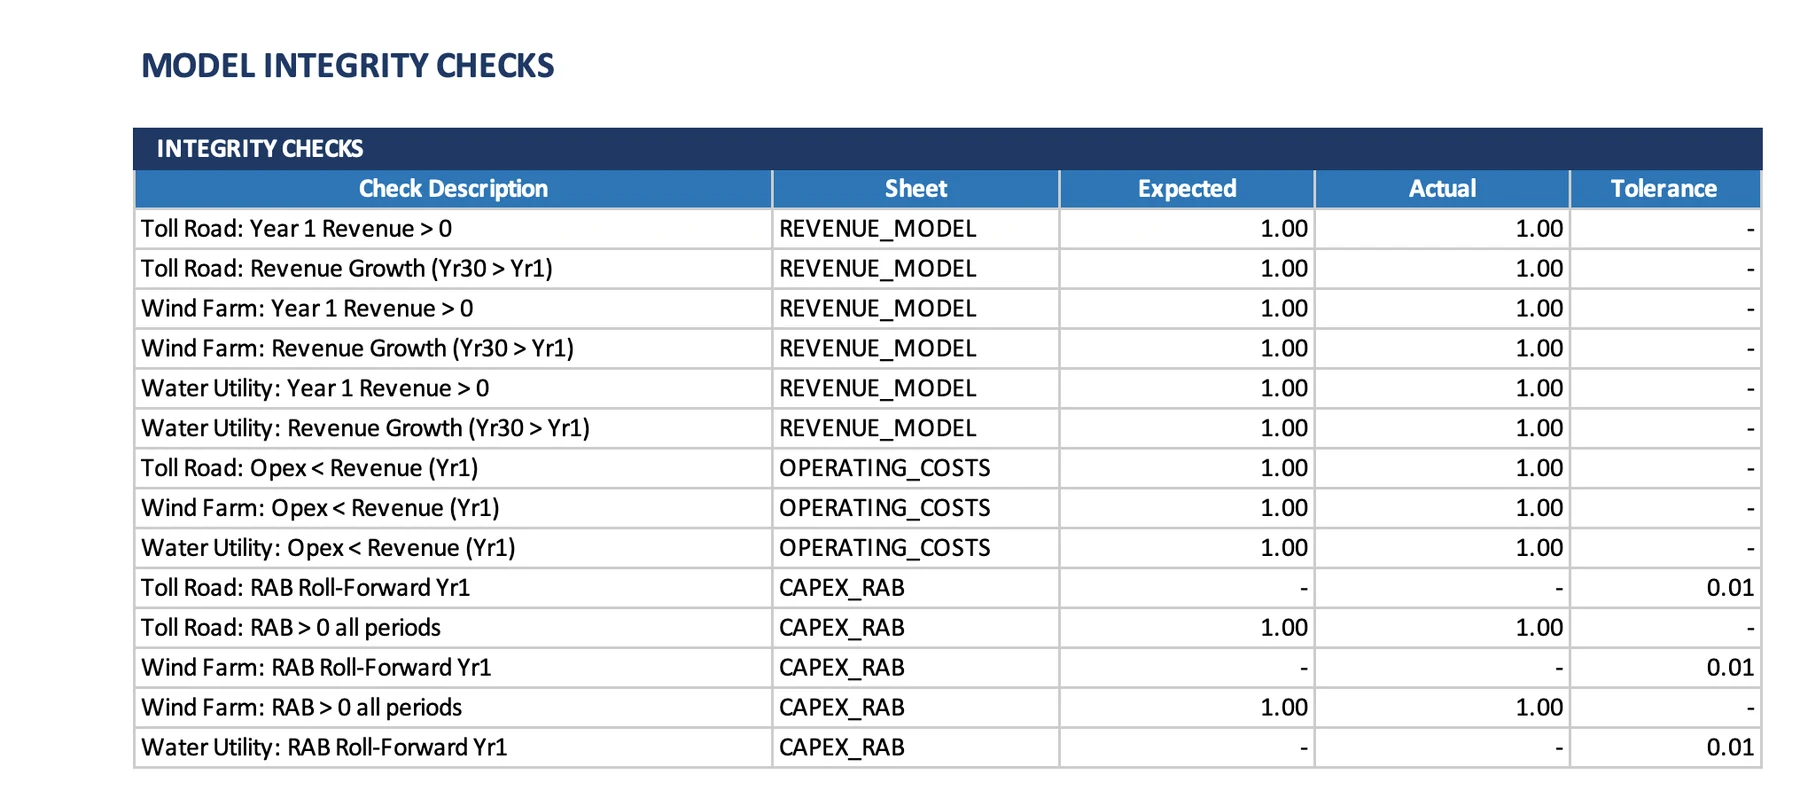 MODEL INTEGRITY CHECKS
INTEGRITY CHECKS
Check Description Sheet Expected Actual Tolerance
Toll Road: Year 1 Revenue > 0 REVENUE_MODEL 1.00 1.00 -
Toll Road: Revenue Growth (Yr30 > Yr1) REVENUE_MODEL 1.00 1.00 -
Wind Farm: Year 1 Revenue > 0 REVENUE_MODEL 1.00 1.00 -
Wind Farm: Revenue Growth (Yr30 > Yr1) REVENUE_MODEL 1.00 1.00 -
Water Utility: Year 1 Revenue > 0 REVENUE_MODEL 1.00 1.00 -
Water Utility: Revenue Growth (Yr30 > Yr1) REVENUE_MODEL 1.00 1.00 -
Toll Road: Opex < Revenue (Yr1) OPERATING_COSTS 1.00 1.00 -
Wind Farm: Opex < Revenue (Yr1) OPERATING_COSTS 1.00 1.00 -
Water Utility: Opex < Revenue (Yr1) OPERATING_COSTS 1.00 1.00 -
Toll Road: RAB Roll-Forward Yr1 CAPEX_RAB - - 0.01
Toll Road: RAB > 0 all periods CAPEX_RAB 1.00 1.00 -
Wind Farm: RAB Roll-Forward Yr1 CAPEX_RAB - - 0.01
Wind Farm: RAB > 0 all periods CAPEX_RAB 1.00 1.00 -
Water Utility: RAB Roll-Forward Yr1 CAPEX_RAB - - 0.01